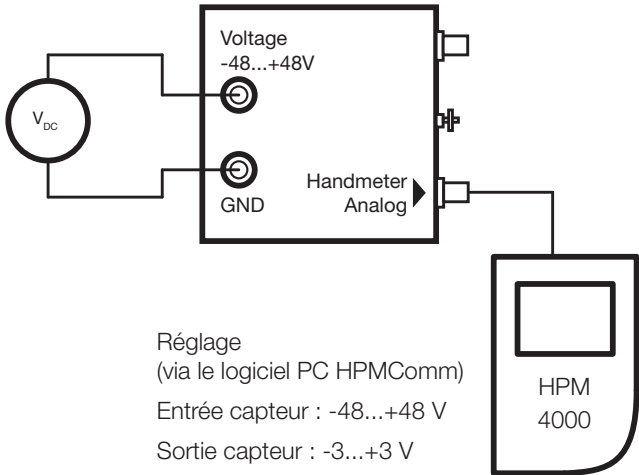 Voltage
-48...+48V
VDC
GND
Handmeter
Analog
HPM
4000
Réglage
(via le logiciel PC HPMComm)
Entrée capteur : -48...+48 V
Sortie capteur : -3...+3 V